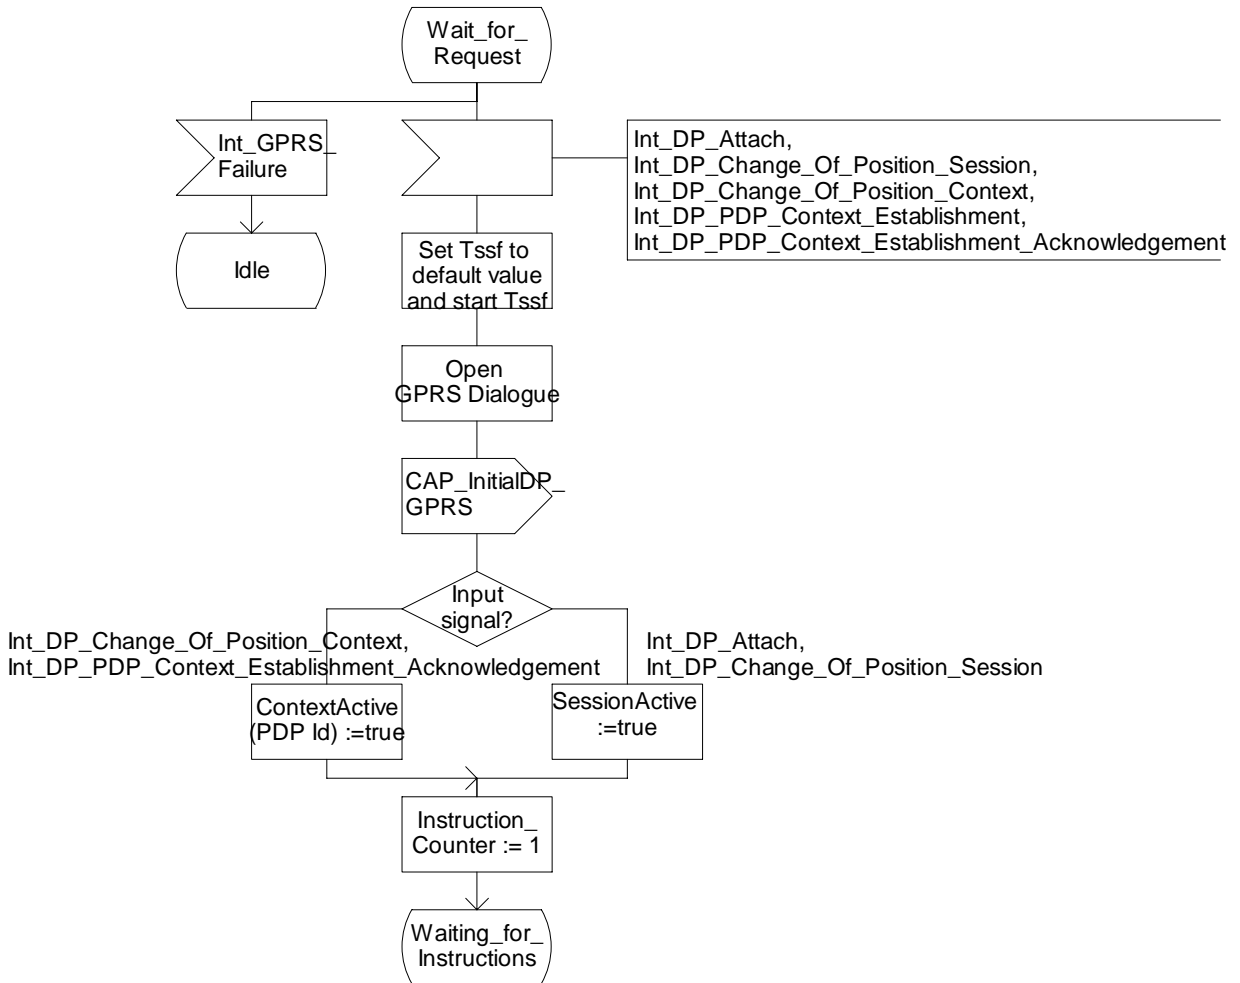 Wait_for_
Request
Int_GPRS_
Failure
Int_DP_Attach,
Int_DP_Change_Of_Position_Session,
Int_DP_Change_Of_Position_Context,
Int_DP_PDP_Context_Establishment,
Int_DP_PDP_Context_Establishment_Acknowledgement
Idle
Set Tssf to
default value
and start Tssf
Open
GPRS Dialogue
CAP_InitialDP_
GPRS
Input
signal?
Int_DP_Change_Of_Position_Context,
Int_DP_PDP_Context_Establishment_Acknowledgement
Int_DP_Attach,
Int_DP_Change_Of_Position_Session
ContextActive
(PDP Id) :=true
SessionActive
:=true
Instruction_
Counter := 1
Waiting_for_
Instructions